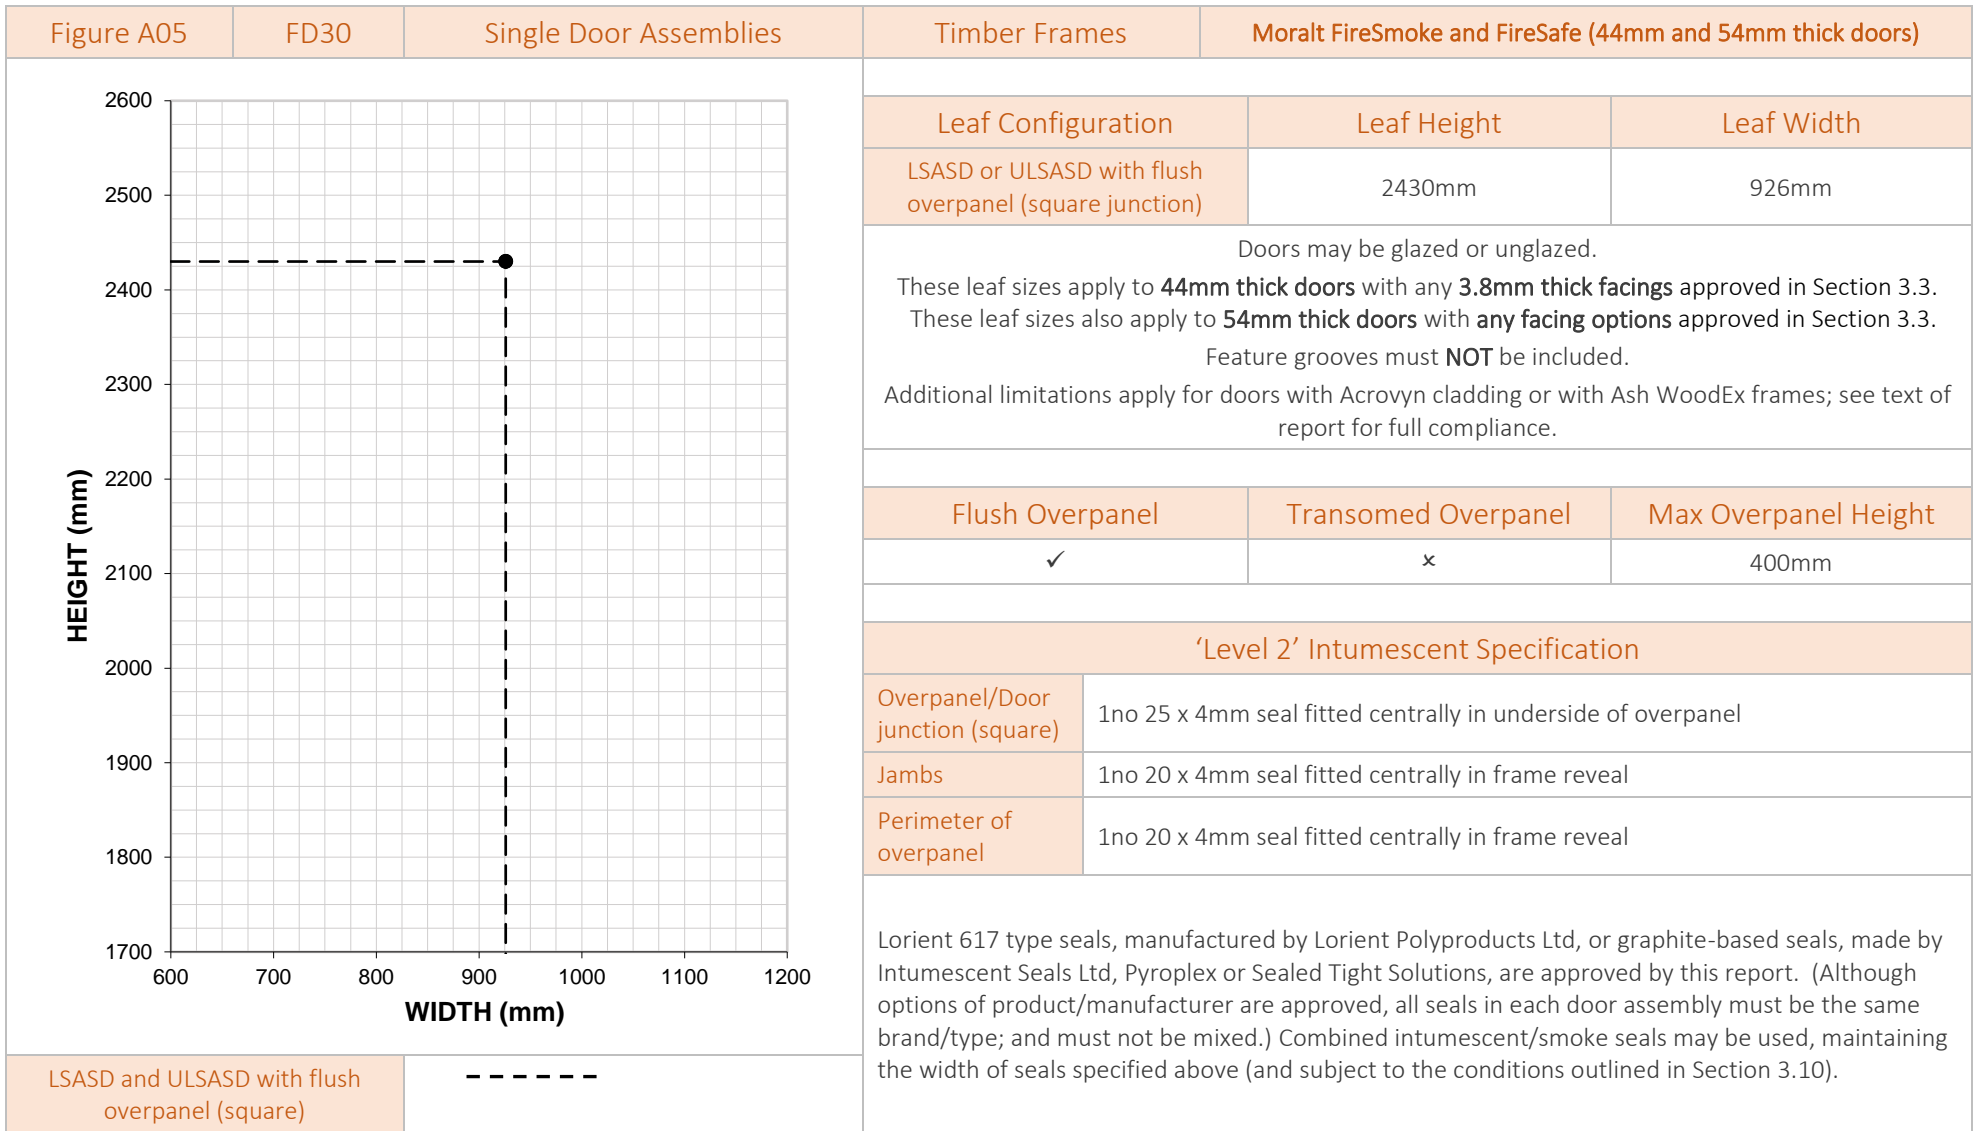 Figure A05 FD30 Single Door Assemblies Timber Frames Moralt FireSmoke and FireSafe (44mm and 54mm thick doors)
2600
2500
2400
2300
2200
2100
2000
1900
1800
1700
HEIGHT (mm)
600 700 800 900 1000 1100 1200
WIDTH (mm)
LSASD and ULSASD with flush
overpanel (square)
Leaf Configuration Leaf Height Leaf Width
LSASD or ULSASD with flush
overpanel (square junction)
2430mm 926mm
Doors may be glazed or unglazed.
These leaf sizes apply to 44mm thick doors with any 3.8mm thick facings approved in Section 3.3.
These leaf sizes also apply to 54mm thick doors with any facing options approved in Section 3.3.
Feature grooves must NOT be included.
Additional limitations apply for doors with Acrovyn cladding or with Ash WoodEx frames; see text of
report for full compliance.
Flush Overpanel Transomed Overpanel Max Overpanel Height
✓ × 400mm
‘Level 2’ Intumescent Specification
Overpanel/Door
junction (square)
1no 25 x 4mm seal fitted centrally in underside of overpanel
Jambs 1no 20 x 4mm seal fitted centrally in frame reveal
Perimeter of
overpanel
1no 20 x 4mm seal fitted centrally in frame reveal
Lorient 617 type seals, manufactured by Lorient Polyproducts Ltd, or graphite-based seals, made by
Intumescent Seals Ltd, Pyroplex or Sealed Tight Solutions, are approved by this report. (Although
options of product/manufacturer are approved, all seals in each door assembly must be the same
brand/type; and must not be mixed.) Combined intumescent/smoke seals may be used, maintaining
the width of seals specified above (and subject to the conditions outlined in Section 3.10).